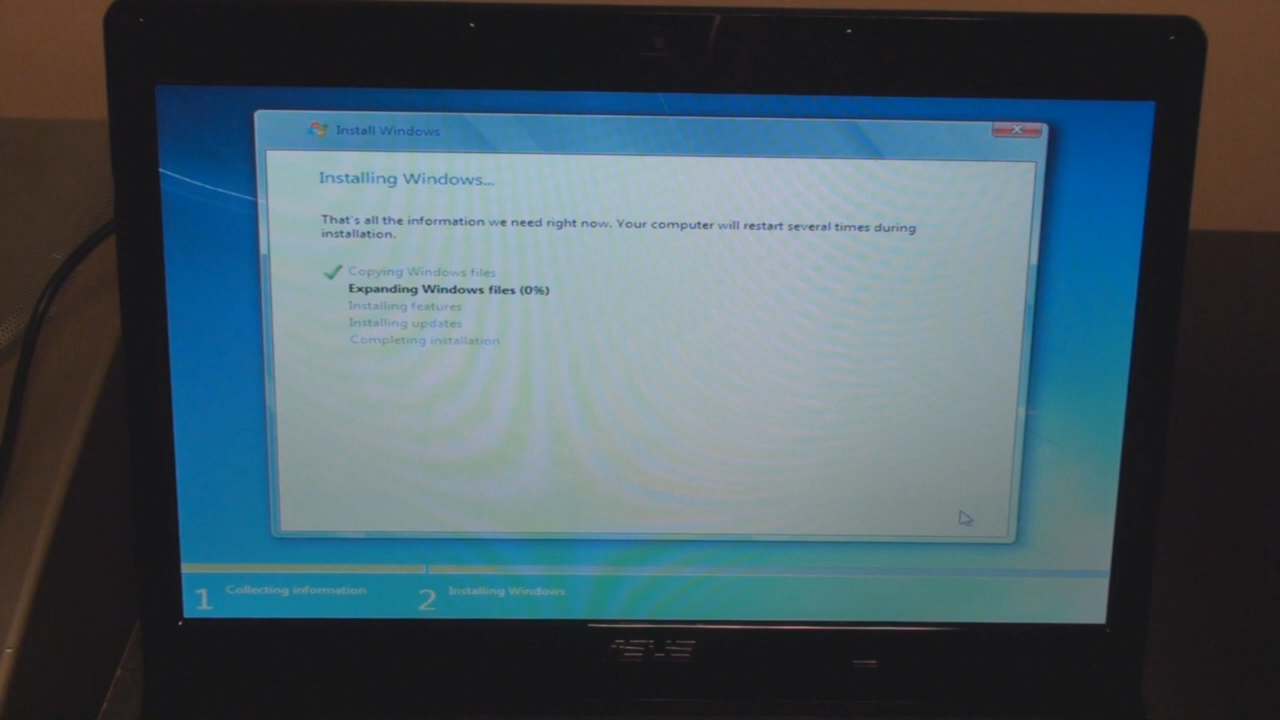 Install Windows
Installing Windows...
That's all the information we need right now. Your computer will restart several times during
installation.
Copying Windows files
Expanding Windows files (0%)
Installing features
Installing updates
Completing installation
1 Collecting information
2 Installing Windows
ASUS